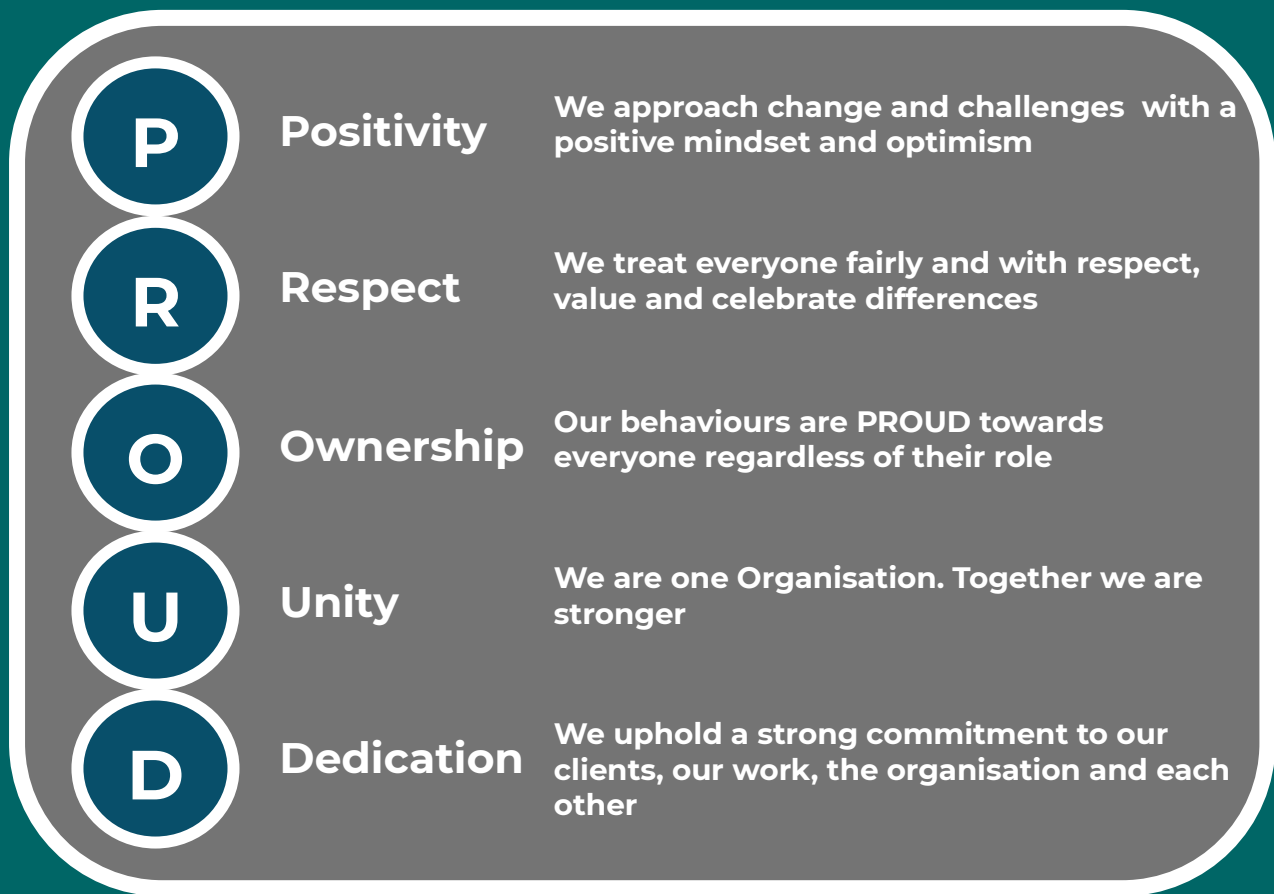 P
Positivity
We approach change and challenges  with a
positive mindset and optimism
R
Respect
We treat everyone fairly and with respect,
value and celebrate differences
O
Ownership
Our behaviours are PROUD towards
everyone regardless of their role
U
Unity
We are one Organisation. Together we are
stronger
D
Dedication
We uphold a strong commitment to our
clients, our work, the organisation and each
other